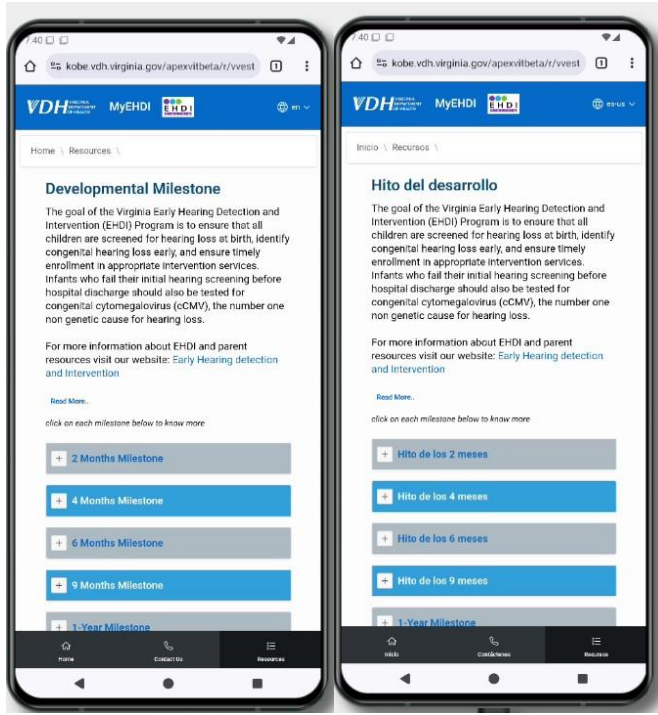 7:40
kobe.vdh.virginia.gov/apexvitbeta/r/vvest
1
VDH VIRGINIA DEPARTMENT OF HEALTH MyEHDI EHDI en
Home \ Resources \
Developmental Milestone
The goal of the Virginia Early Hearing Detection and
Intervention (EHDI) Program is to ensure that all
children are screened for hearing loss at birth, identify
congenital hearing loss early, and ensure timely
enrollment in appropriate intervention services.
Infants who fail their initial hearing screening before
hospital discharge should also be tested for
congenital cytomegalovirus (cCMV), the number one
non genetic cause for hearing loss.
For more information about EHDI and parent
resources visit our website: Early Hearing detection
and Intervention
Read More..
click on each milestone below to know more
+ 2 Months Milestone
+ 4 Months Milestone
+ 6 Months Milestone
+ 9 Months Milestone
+ 1-Year Milestone
Home Contact Us Resources
7:40
kobe.vdh.virginia.gov/apexvitbeta/r/vvest
1
VDH VIRGINIA DEPARTMENT OF HEALTH MyEHDI EHDI es-us
Inicio \ Recursos \
Hito del desarrollo
The goal of the Virginia Early Hearing Detection and
Intervention (EHDI) Program is to ensure that all
children are screened for hearing loss at birth, identify
congenital hearing loss early, and ensure timely
enrollment in appropriate intervention services.
Infants who fail their initial hearing screening before
hospital discharge should also be tested for
congenital cytomegalovirus (cCMV), the number one
non genetic cause for hearing loss.
For more information about EHDI and parent
resources visit our website: Early Hearing detection
and Intervention
Read More..
click on each milestone below to know more
+ Hito de los 2 meses
+ Hito de los 4 meses
+ Hito de los 6 meses
+ Hito de los 9 meses
+ 1-Year Milestone
Inicio Contáctenos Recursos